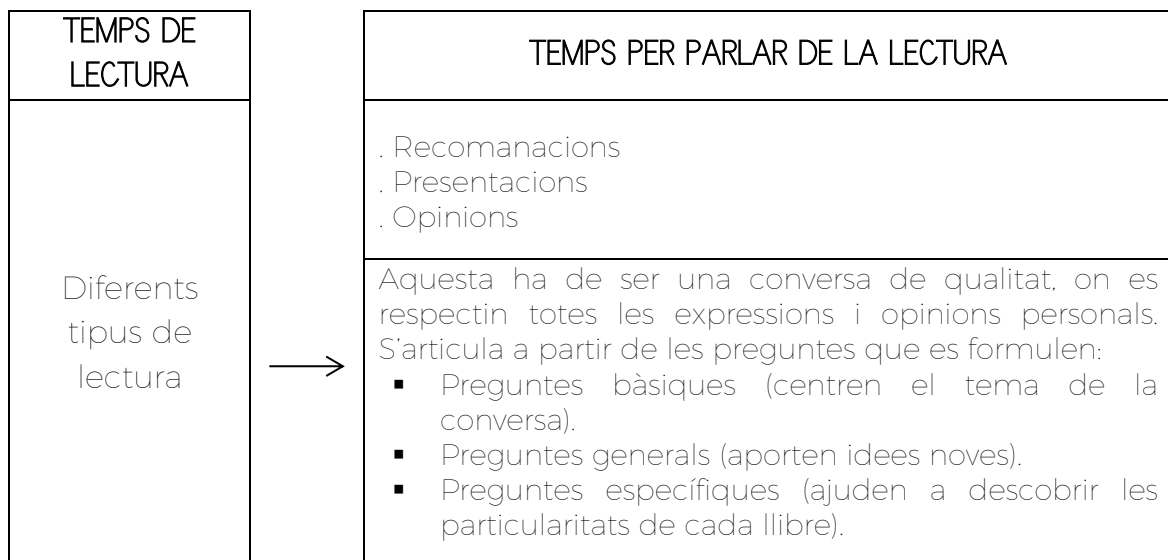 TEMPS DE
LECTURA
Diferents
tipus de
lectura
TEMPS PER PARLAR DE LA LECTURA
. Recomanacions
. Presentacions
. Opinions
Aquesta ha de ser una conversa de qualitat, on es
respectin totes les expressions i opinions personals.
S'articula a partir de les preguntes que es formulen:
▪ Preguntes bàsiques (centren el tema de la
conversa).
▪ Preguntes generals (aporten idees noves).
▪ Preguntes específiques (ajuden a descobrir les
particularitats de cada llibre).